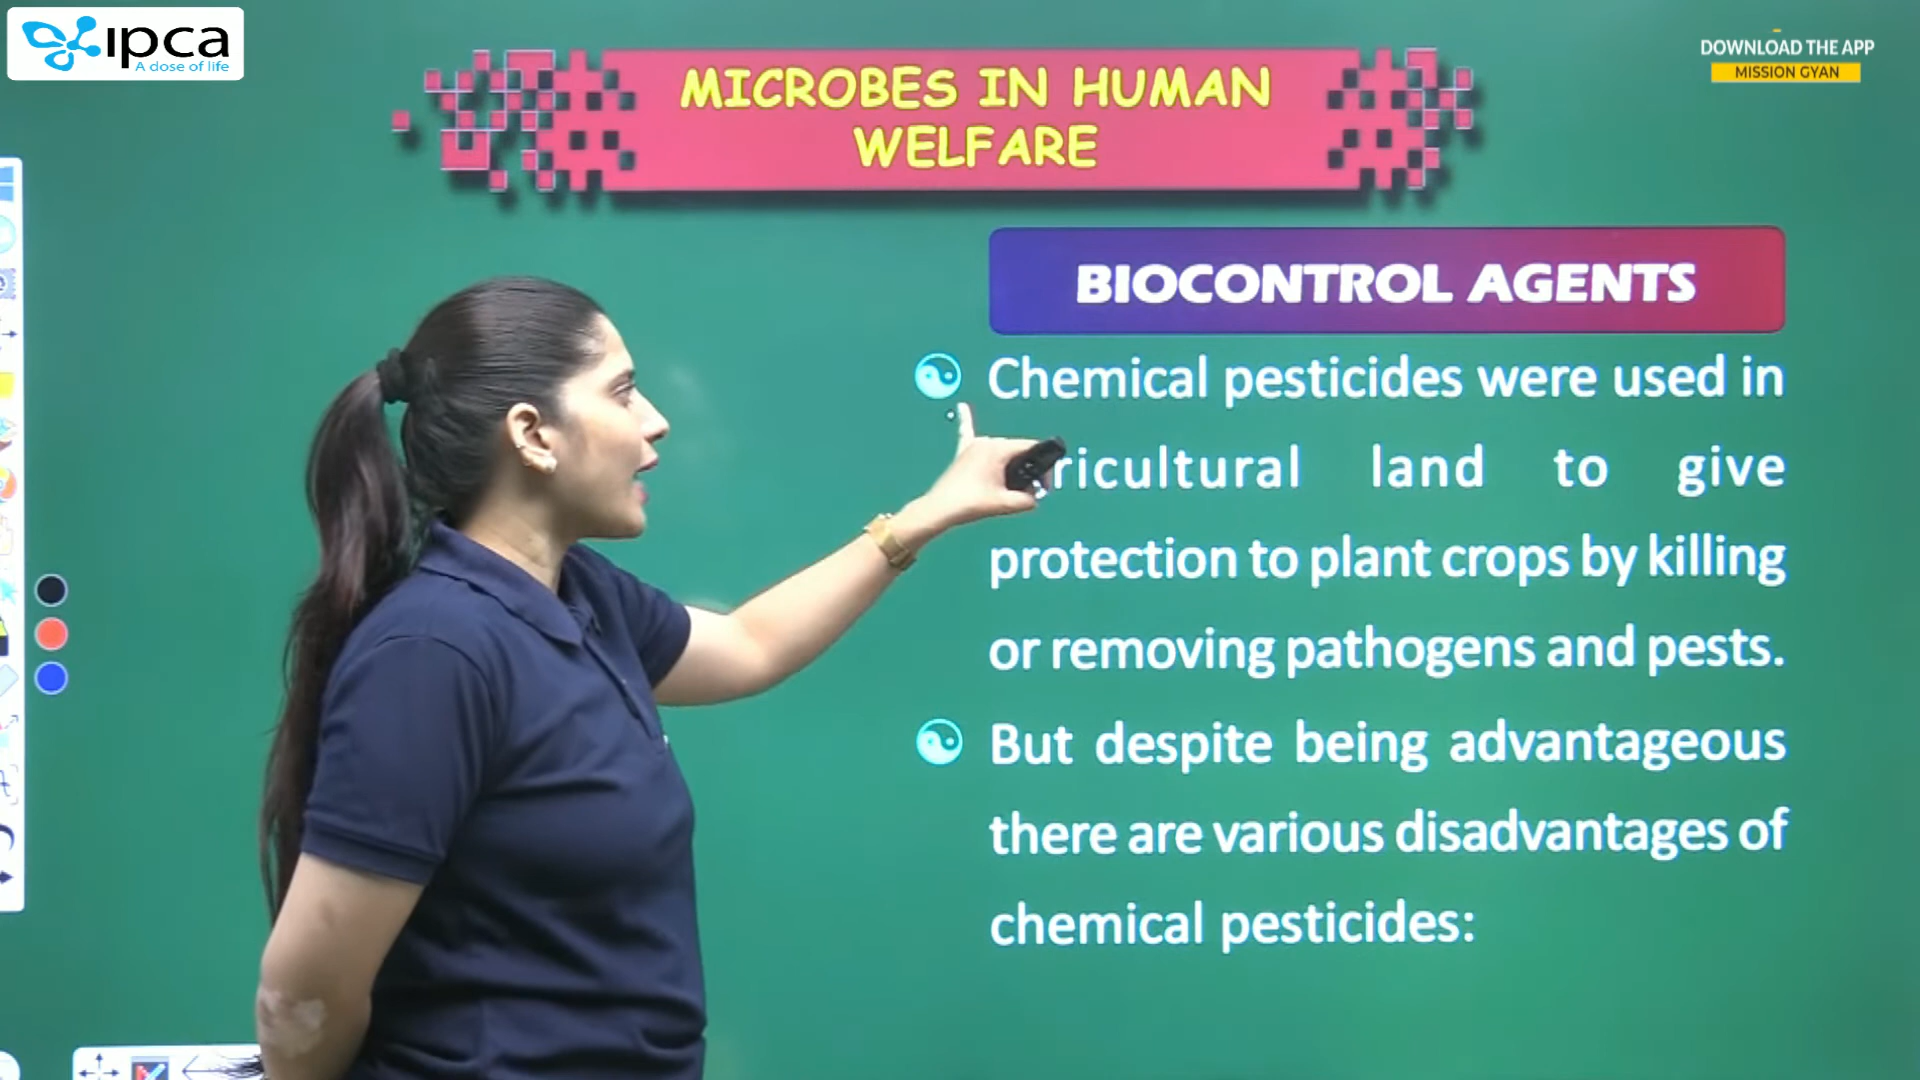 ipca
A dose of life
DOWNLOAD THE APP
MISSION GYAN
MICROBES IN HUMAN
WELFARE
BIOCONTROL AGENTS
Chemical pesticides were used in
ricultural land to give
protection to plant crops by killing
or removing pathogens and pests.
But despite being advantageous
there are various disadvantages of
chemical pesticides: